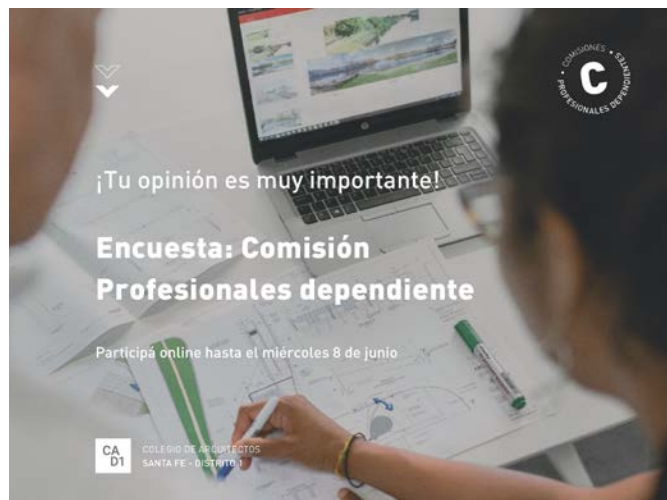 • COMISIONES •
PROFESIONALES DEPENDIENTES
C
¡Tu opinión es muy importante!
Encuesta: Comisión
Profesionales dependiente
Participá online hasta el miércoles 8 de junio
CA
D1
COLEGIO DE ARQUITECTOS
SANTA FE - DISTRITO 1